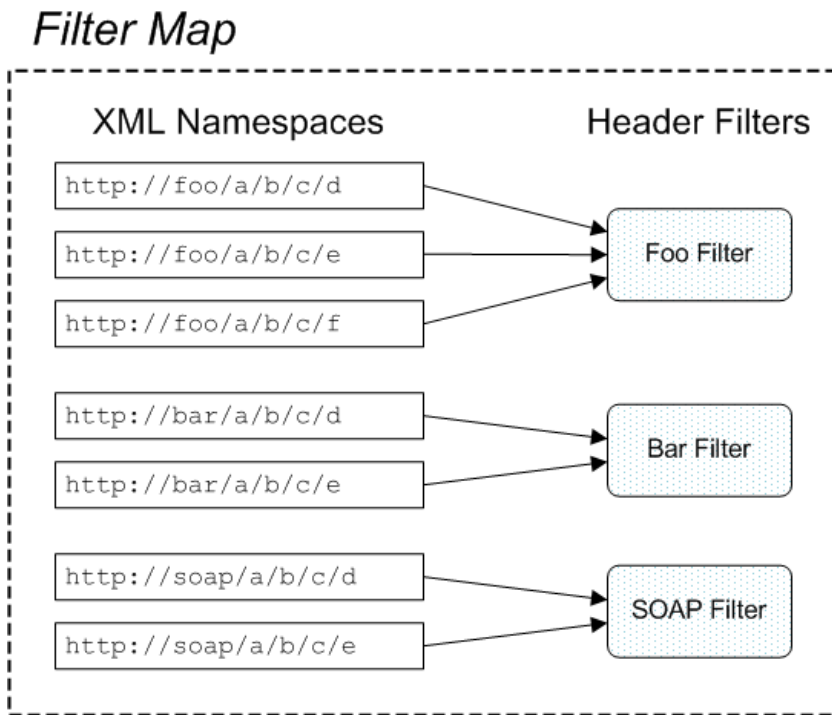 Filter Map
XML Namespaces
Header Filters
http://foo/a/b/c/d
http://foo/a/b/c/e
http://foo/a/b/c/f
Foo Filter
http://bar/a/b/c/d
http://bar/a/b/c/e
Bar Filter
http://soap/a/b/c/d
http://soap/a/b/c/e
SOAP Filter